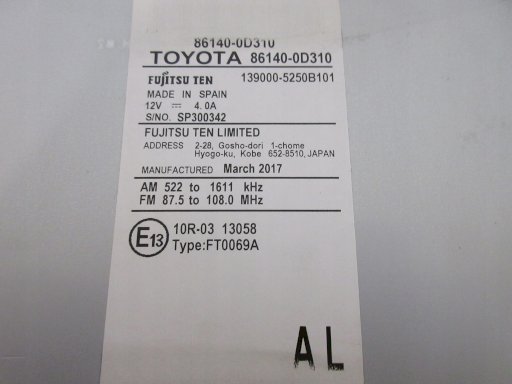 86140-0D310
TOYOTA 86140-0D310
FUJITSU TEN 139000-5250B101
MADE IN SPAIN
12V ⎓ 4.0A
S/NO. SP300342
FUJITSU TEN LIMITED
ADDRESS 2-28, Gosho-dori 1-chome
Hyogo-ku, Kobe 652-8510, JAPAN
MANUFACTURED March 2017
AM 522 to 1611 kHz
FM 87.5 to 108.0 MHz
E13 10R-03 13058
Type:FT0069A
AL